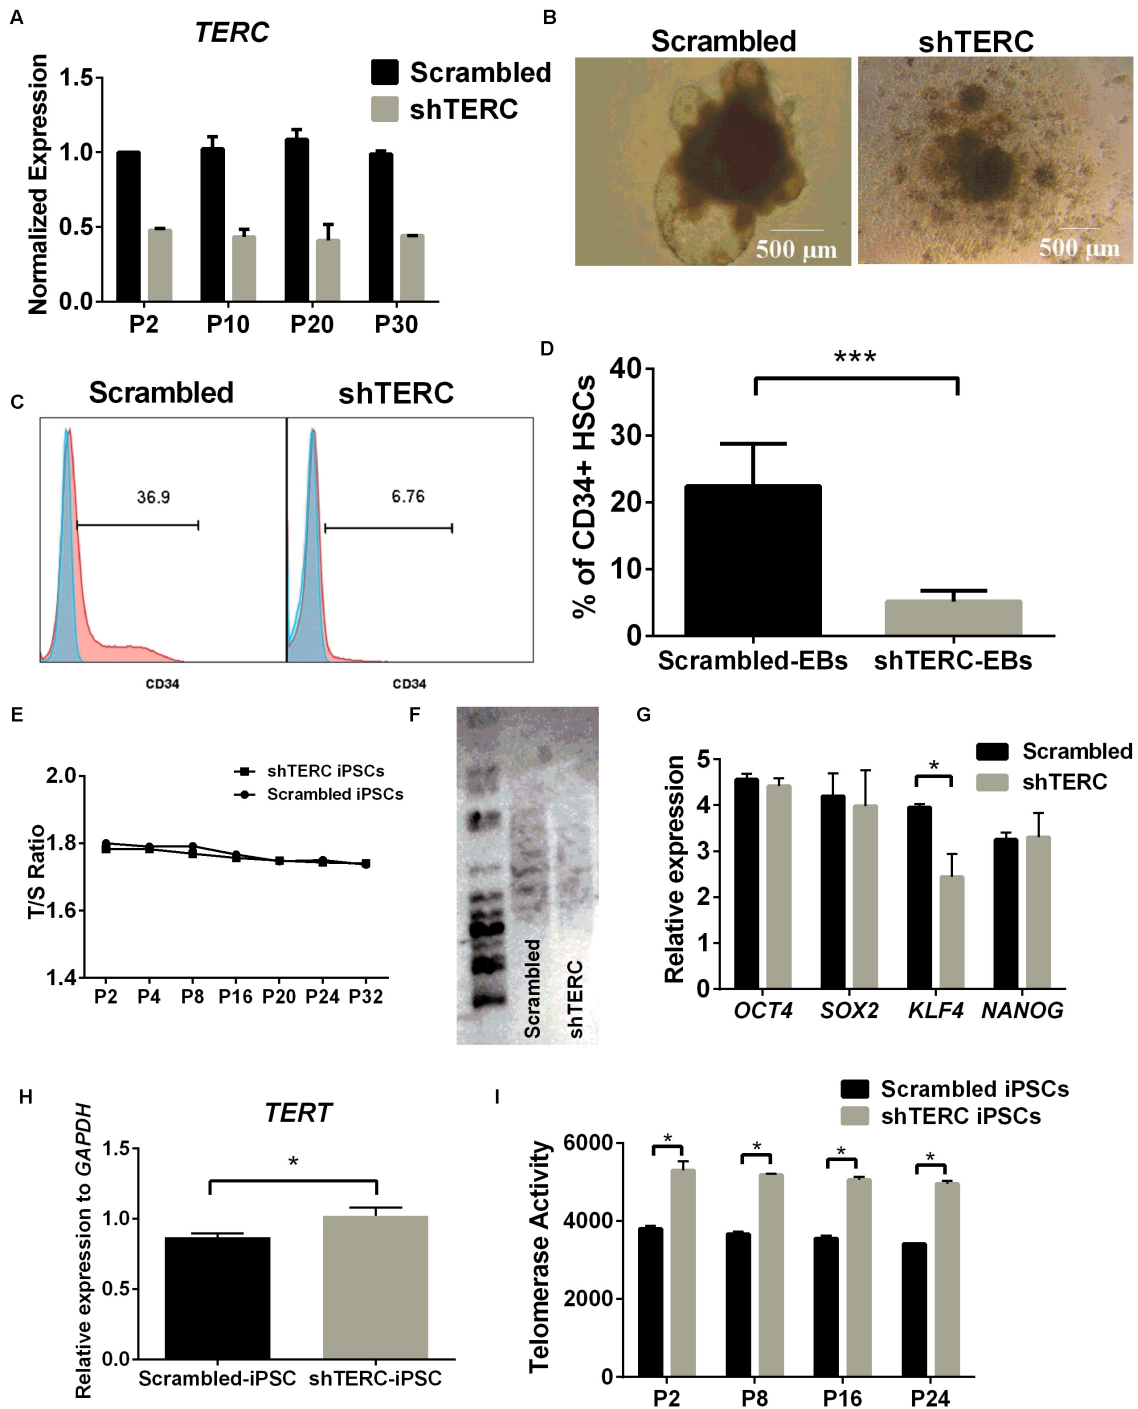 A
TERC
Scrambled
shTERC
Normalized Expression
1.5
1.0
0.5
0.0
P2 P10 P20 P30
B
Scrambled
shTERC
500 µm
500 µm
C
Scrambled
shTERC
36.9
6.76
CD34
CD34
D
***
% of CD34+ HSCs
40
30
20
10
0
Scrambled-EBs shTERC-EBs
E
shTERC iPSCs
Scrambled iPSCs
T/S Ratio
2.0
1.8
1.6
1.4
P2 P4 P8 P16 P20 P24 P32
F
Scrambled
shTERC
G
Scrambled
shTERC
*
Relative expression
5
4
3
2
1
0
OCT4 SOX2 KLF4 NANOG
H
TERT
*
Relative expression to GAPDH
1.5
1.0
0.5
0.0
Scrambled-iPSC shTERC-iPSC
I
Scrambled iPSCs
shTERC iPSCs
* * * *
Telomerase Activity
6000
4000
2000
0
P2 P8 P16 P24